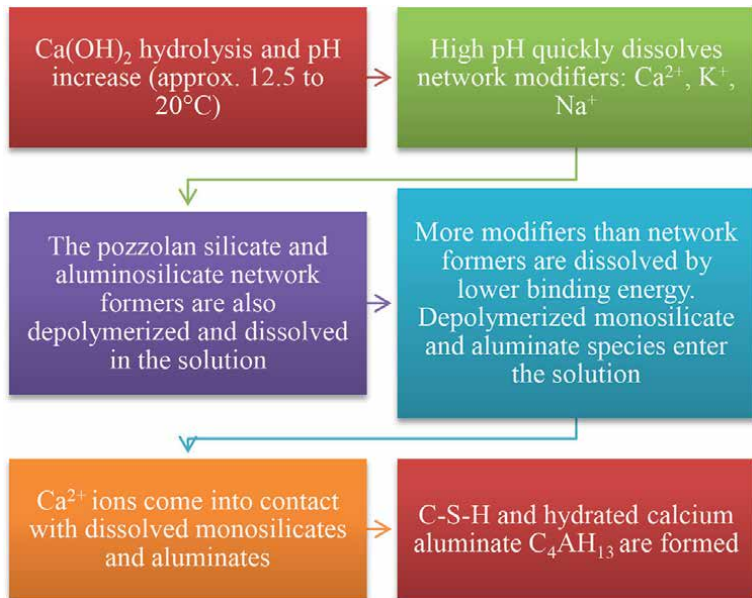 Ca(OH)₂ hydrolysis and pH
increase (approx. 12.5 to
20°C)
High pH quickly dissolves
network modifiers: Ca²⁺, K⁺,
Na⁺
The pozzolan silicate and
aluminosilicate network
formers are also
depolymerized and dissolved
in the solution
More modifiers than network
formers are dissolved by
lower binding energy.
Depolymerized monosilicate
and aluminate species enter
the solution
Ca²⁺ ions come into contact
with dissolved monosilicates
and aluminates
C-S-H and hydrated calcium
aluminate C₄AH₁₃ are formed